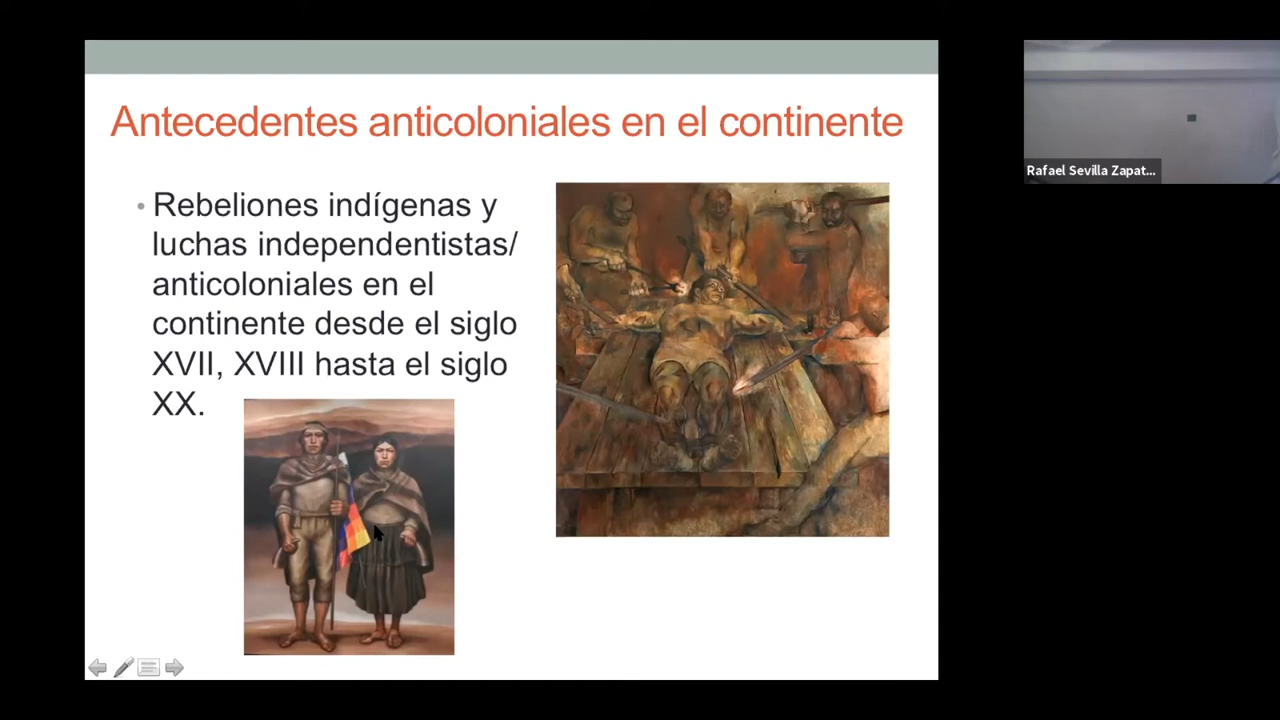 Antecedentes anticoloniales en el continente
• Rebeliones indígenas y
luchas independentistas/
anticoloniales en el
continente desde el siglo
XVII, XVIII hasta el siglo
XX.
Rafael Sevilla Zapat...